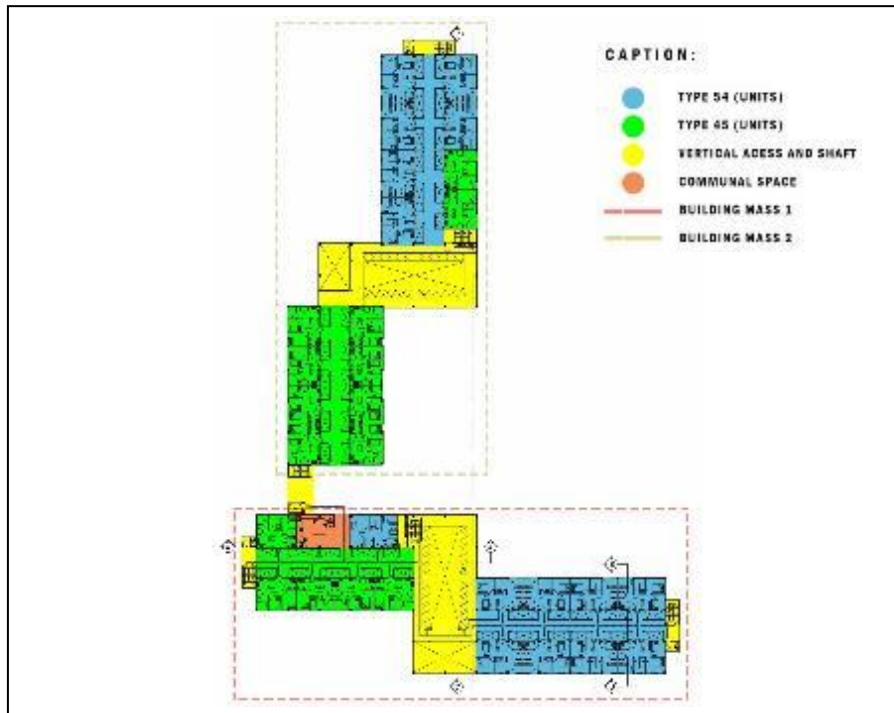 CAPTION:
TYPE 54 (UNITS)
TYPE 45 (UNITS)
VERTICAL ACESS AND SHAFT
COMMUNAL SPACE
BUILDING MASS 1
BUILDING MASS 2